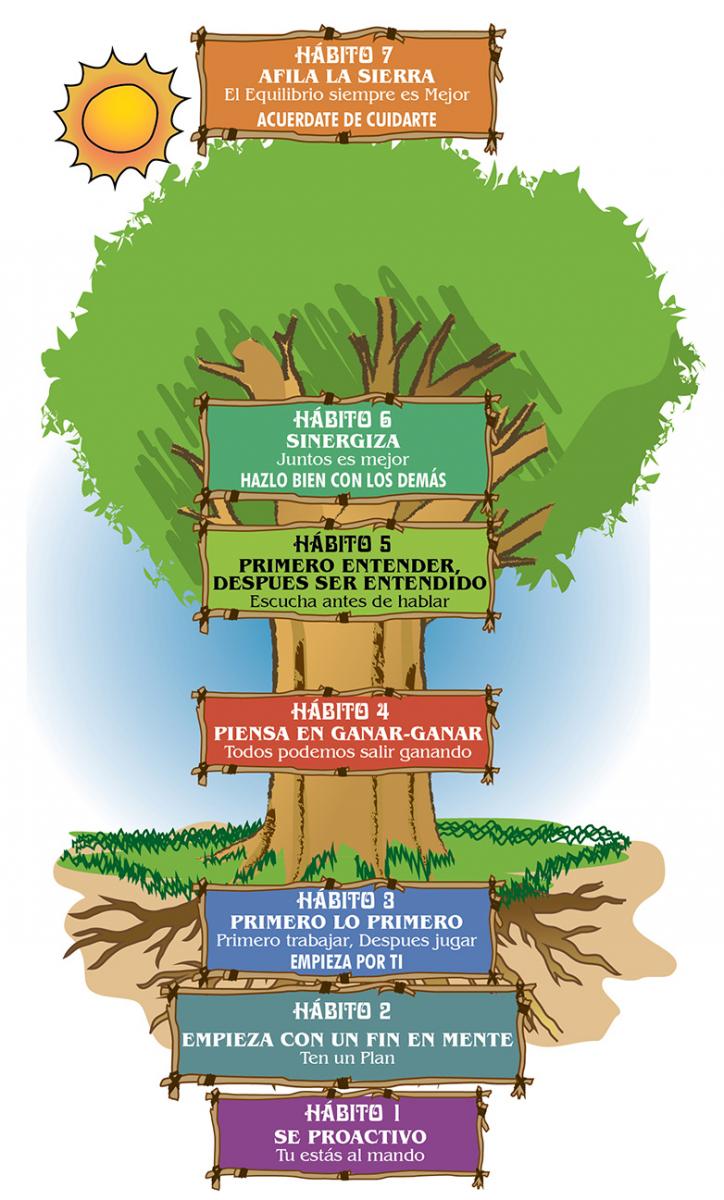 HÁBITO 7
AFILA LA SIERRA
El Equilibrio siempre es Mejor
ACUERDATE DE CUIDARTE
HÁBITO 6
SINERGIZA
Juntos es mejor
HAZLO BIEN CON LOS DEMÁS
HÁBITO 5
PRIMERO ENTENDER,
DESPUES SER ENTENDIDO
Escucha antes de hablar
HÁBITO 4
PIENSA EN GANAR-GANAR
Todos podemos salir ganando
HÁBITO 3
PRIMERO LO PRIMERO
Primero trabajar, Despues jugar
EMPIEZA POR TI
HÁBITO 2
EMPIEZA CON UN FIN EN MENTE
Ten un Plan
HÁBITO 1
SE PROACTIVO
Tu estás al mando